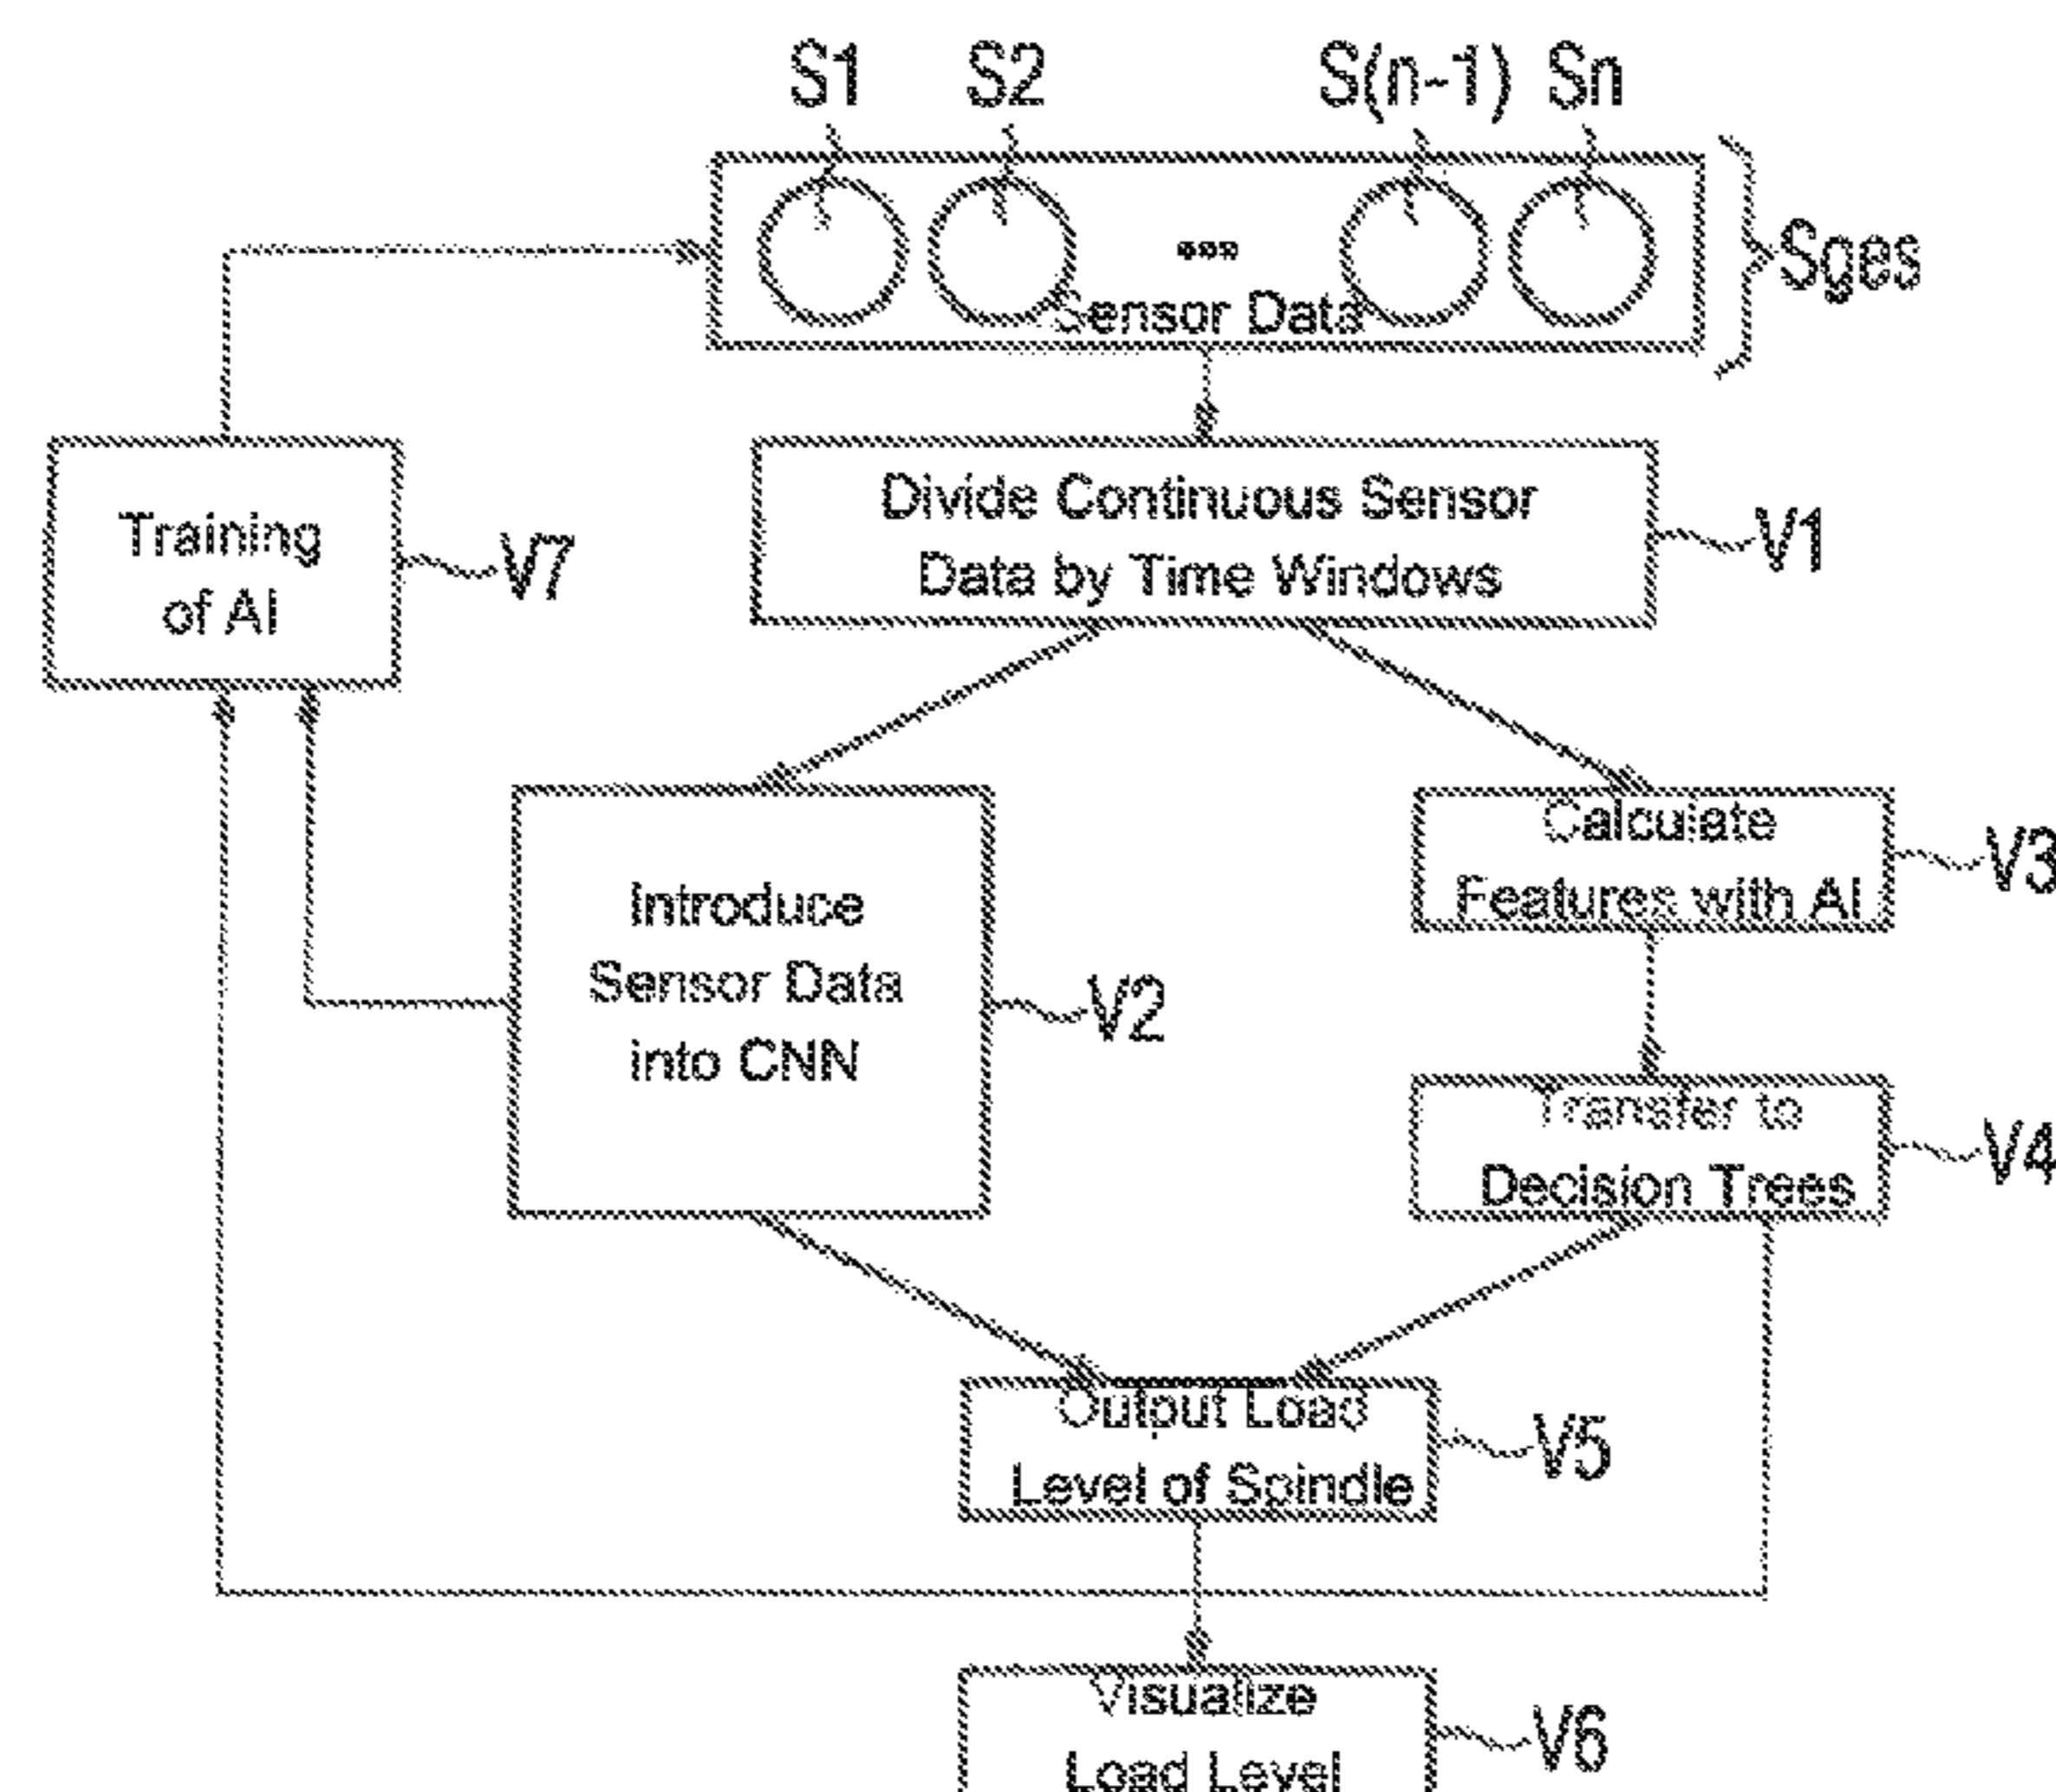 S1 S2 S(n-1) Sn
...
Sensor Data
Sges
Divide Continuous Sensor
Data by Time Windows
V1
Training
of AI
V7
Introduce
Sensor Data
into CNN
V2
Calculate
Features with AI
V3
Transfer to
Decision Trees
V4
Output Load
Level of Spindle
V5
Visualize
Load Level
V6